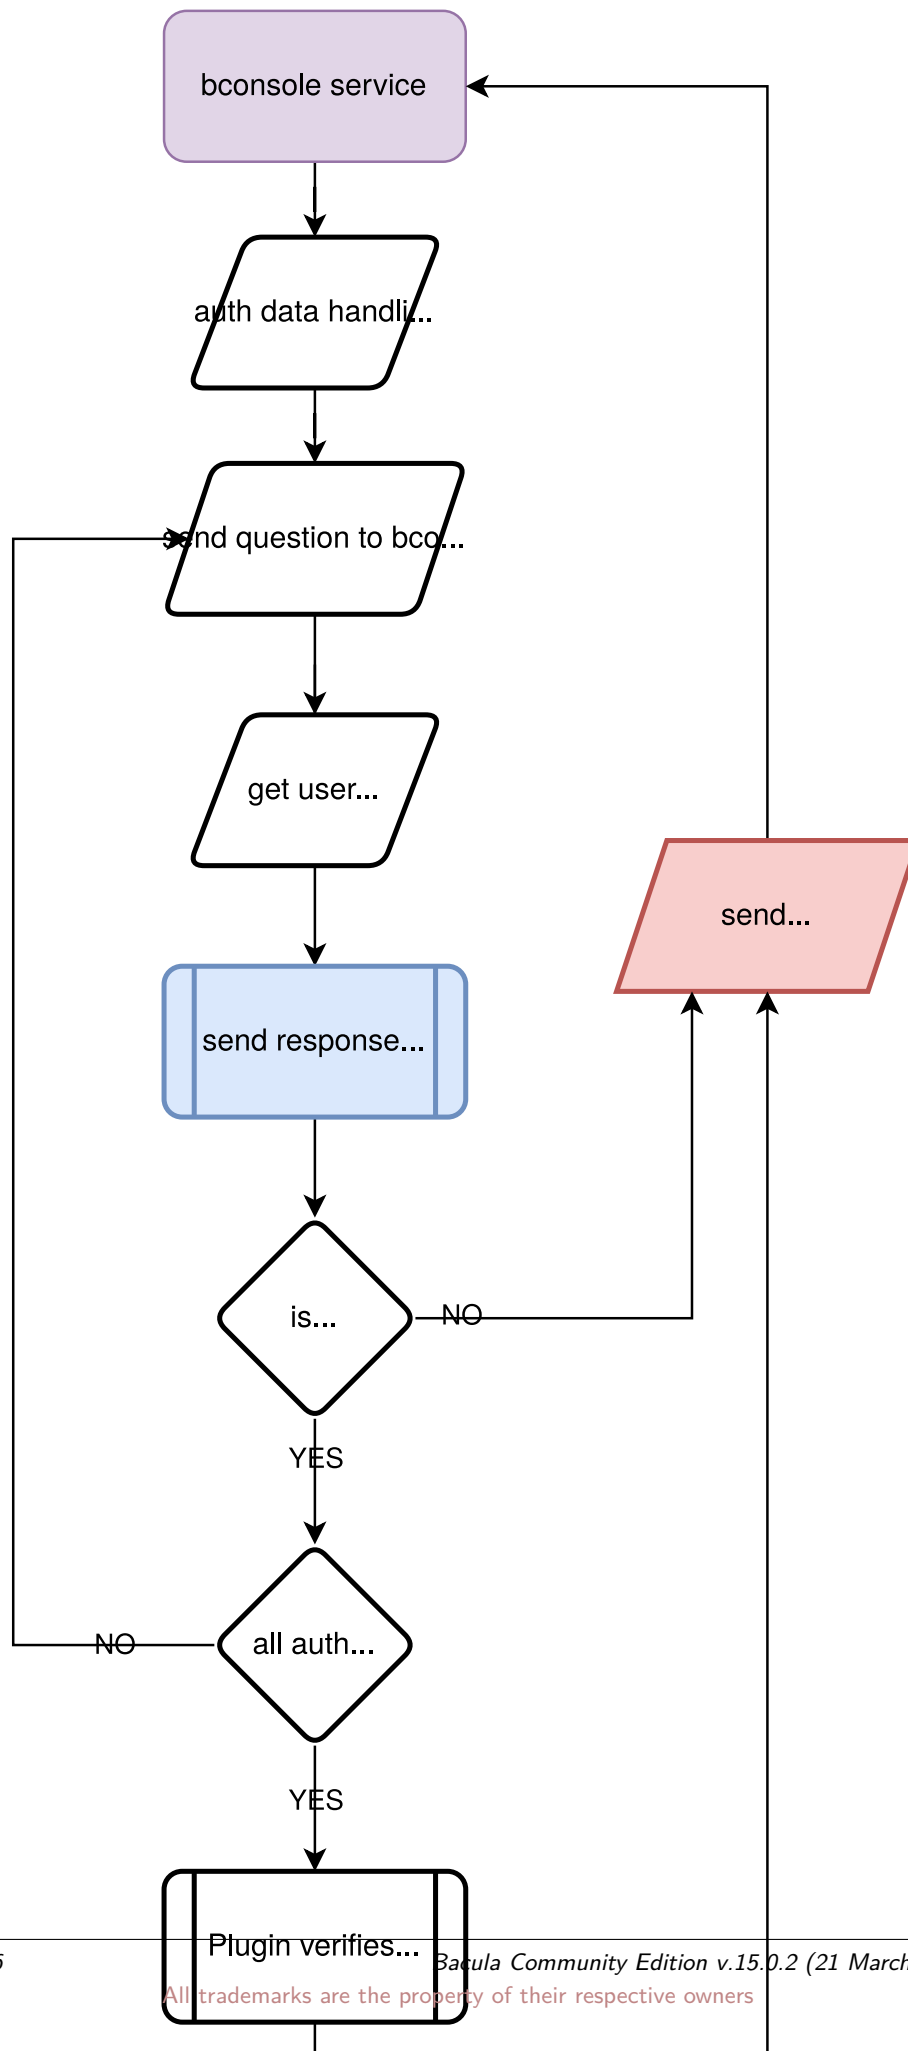 bconsole service
auth data handli...
send question to bco...
get user...
send...
send response...
is...
NO
YES
all auth...
NO
YES
Plugin verifies...
Bacula Community Edition v.15.0.2 (21 March
All trademarks are the property of their respective owners